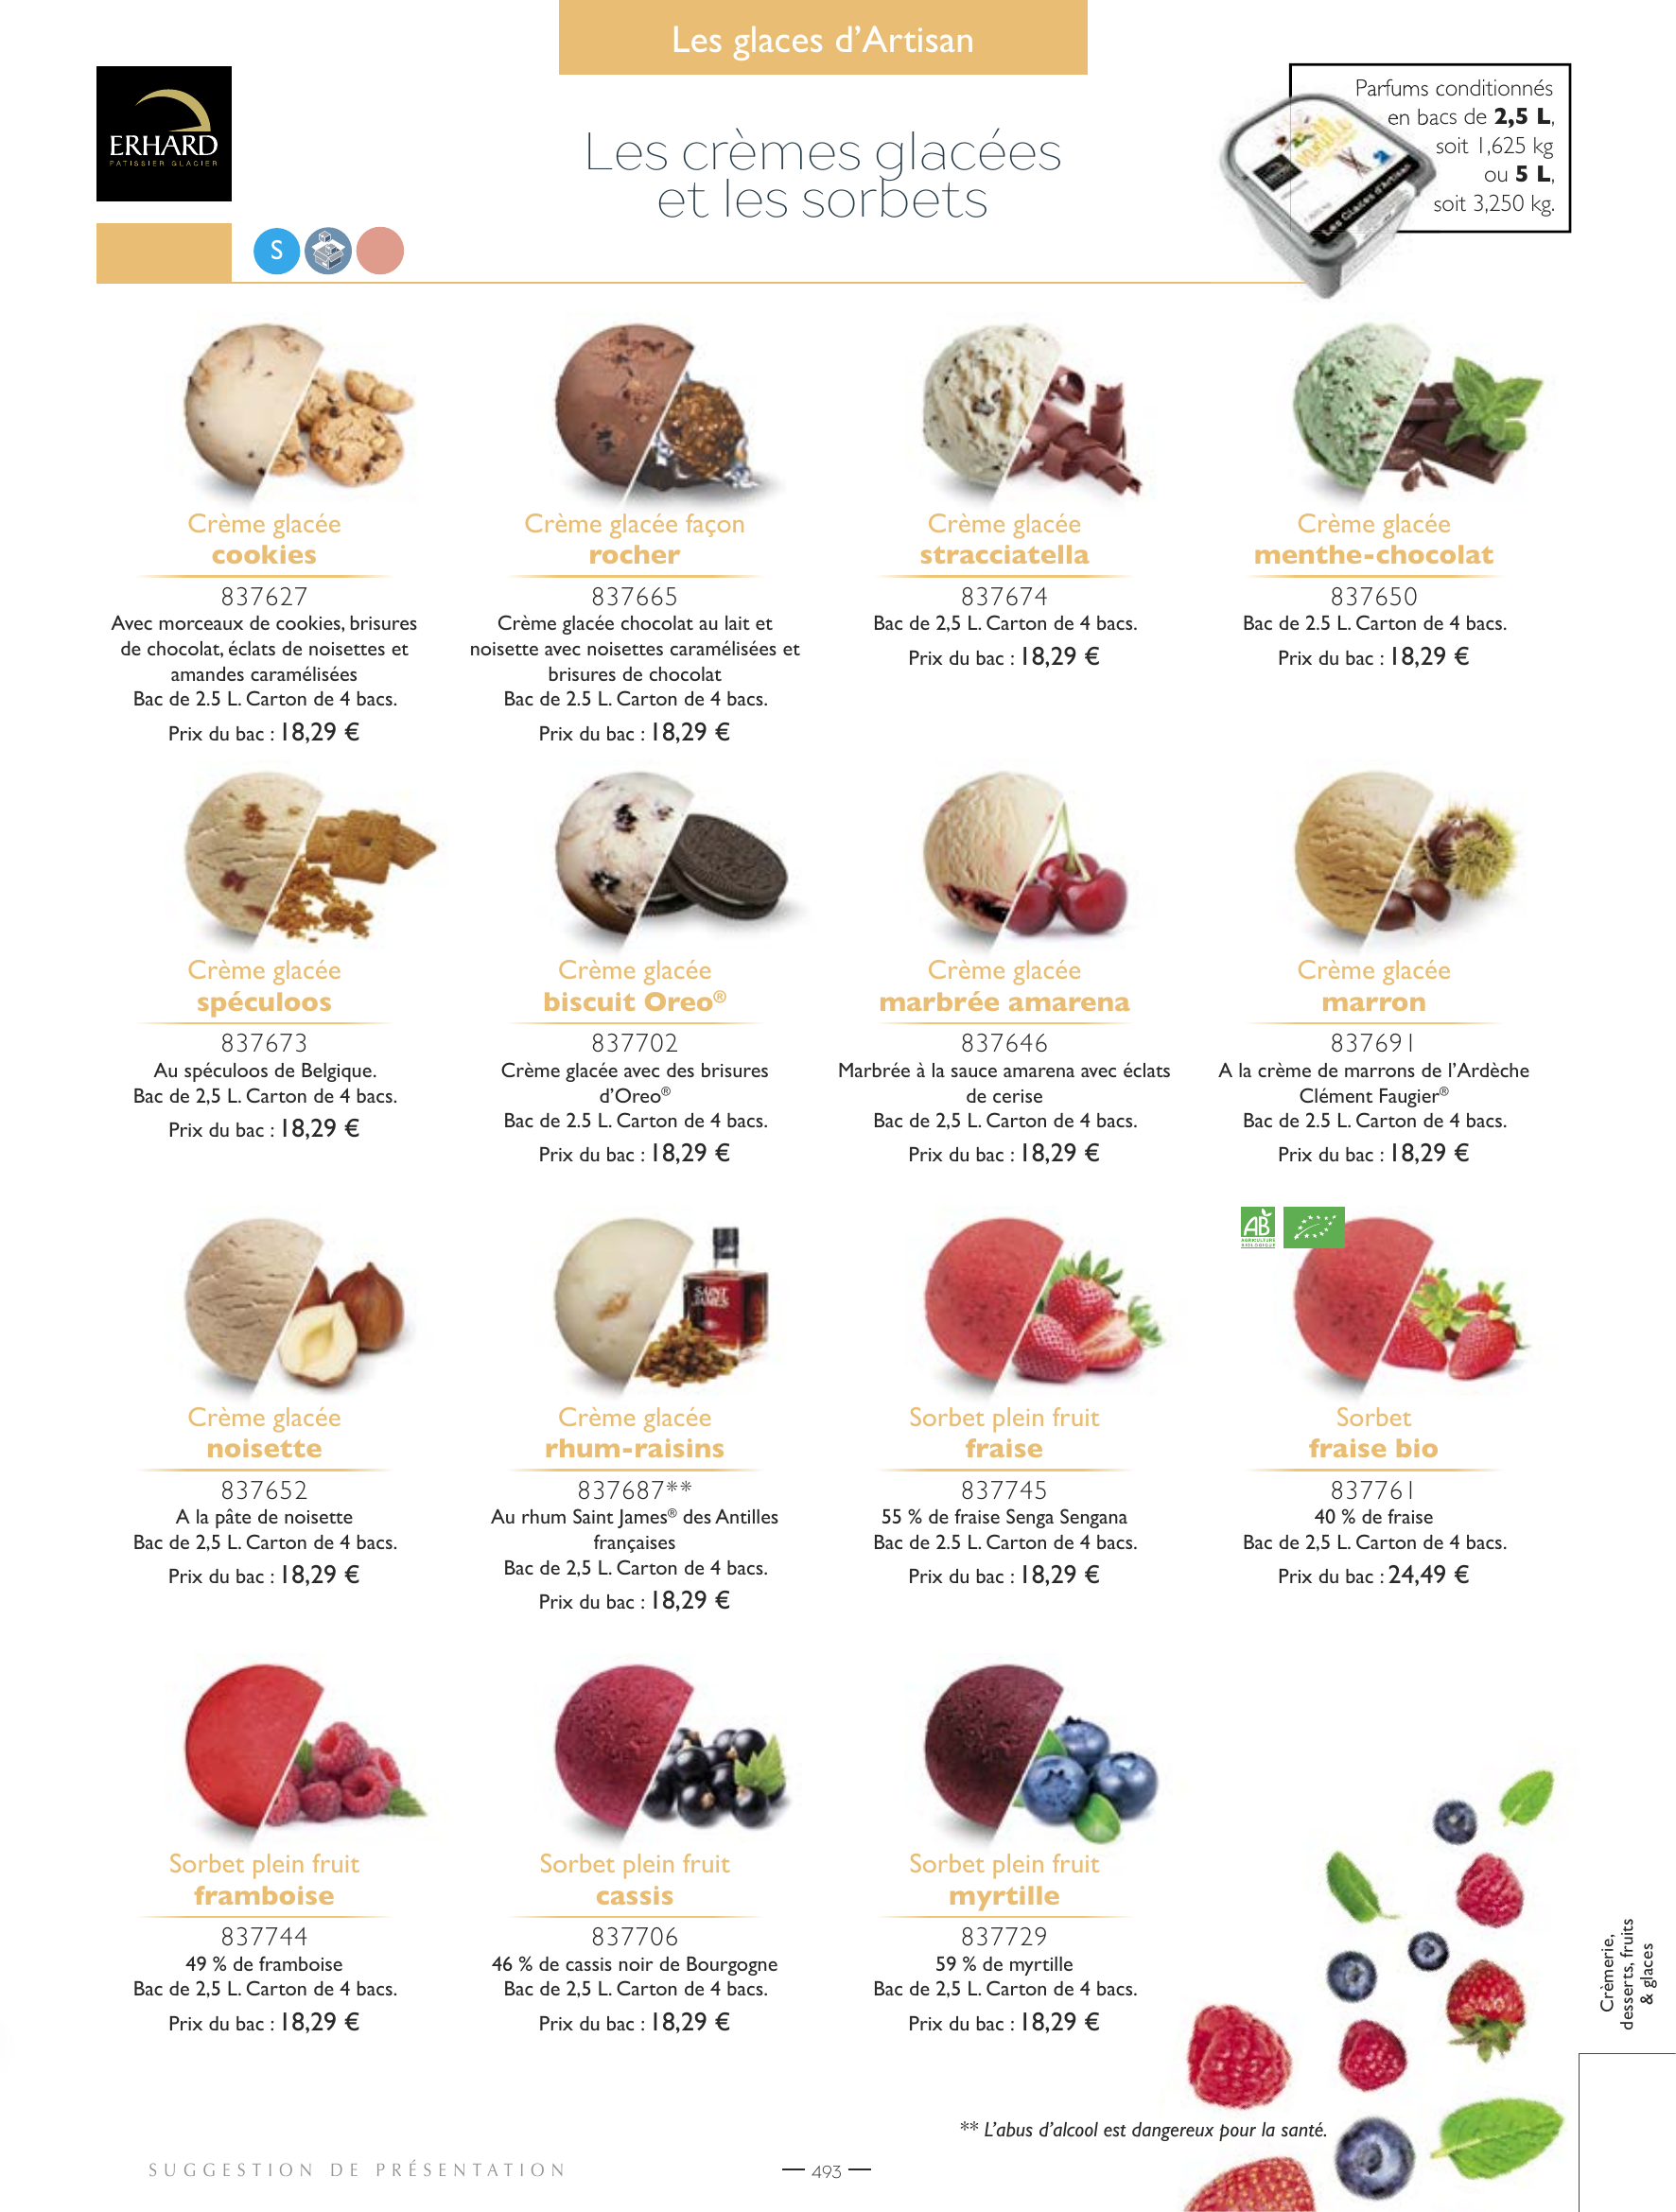 Les glaces d'Artisan
ERHARD
PATISSIER GLACIER
Les crèmes glacées
et les sorbets
Parfums conditionnés
en bacs de 2,5 L,
soit 1,625 kg
ou 5 L,
soit 3,250 kg.
Les Glaces d'Artisan
S
Crème glacée
cookies
837627
Avec morceaux de cookies, brisures
de chocolat, éclats de noisettes et
amandes caramélisées
Bac de 2.5 L. Carton de 4 bacs.
Prix du bac : 18,29 €
Crème glacée façon
rocher
837665
Crème glacée chocolat au lait et
noisette avec noisettes caramélisées et
brisures de chocolat
Bac de 2.5 L. Carton de 4 bacs.
Prix du bac : 18,29 €
Crème glacée
stracciatella
837674
Bac de 2,5 L. Carton de 4 bacs.
Prix du bac : 18,29 €
Crème glacée
menthe-chocolat
837650
Bac de 2.5 L. Carton de 4 bacs.
Prix du bac : 18,29 €
Crème glacée
spéculoos
837673
Au spéculoos de Belgique.
Bac de 2,5 L. Carton de 4 bacs.
Prix du bac : 18,29 €
Crème glacée
biscuit Oreo®
837702
Crème glacée avec des brisures
d'Oreo®
Bac de 2.5 L. Carton de 4 bacs.
Prix du bac : 18,29 €
Crème glacée
marbrée amarena
837646
Marbrée à la sauce amarena avec éclats
de cerise
Bac de 2,5 L. Carton de 4 bacs.
Prix du bac : 18,29 €
Crème glacée
marron
837691
A la crème de marrons de l'Ardèche
Clément Faugier®
Bac de 2.5 L. Carton de 4 bacs.
Prix du bac : 18,29 €
Crème glacée
noisette
837652
A la pâte de noisette
Bac de 2,5 L. Carton de 4 bacs.
Prix du bac : 18,29 €
SAINT
JAMES
Crème glacée
rhum-raisins
837687**
Au rhum Saint James® des Antilles
françaises
Bac de 2,5 L. Carton de 4 bacs.
Prix du bac : 18,29 €
Sorbet plein fruit
fraise
837745
55 % de fraise Senga Sengana
Bac de 2.5 L. Carton de 4 bacs.
Prix du bac : 18,29 €
AB
AGRICULTURE
BIOLOGIQUE
Sorbet
fraise bio
837761
40 % de fraise
Bac de 2,5 L. Carton de 4 bacs.
Prix du bac : 24,49 €
Sorbet plein fruit
framboise
837744
49 % de framboise
Bac de 2,5 L. Carton de 4 bacs.
Prix du bac : 18,29 €
Sorbet plein fruit
cassis
837706
46 % de cassis noir de Bourgogne
Bac de 2,5 L. Carton de 4 bacs.
Prix du bac : 18,29 €
Sorbet plein fruit
myrtille
837729
59 % de myrtille
Bac de 2,5 L. Carton de 4 bacs.
Prix du bac : 18,29 €
Crèmerie,
desserts, fruits
& glaces
** L'abus d'alcool est dangereux pour la santé.
SUGGESTION DE PRÉSENTATION
— 493 —